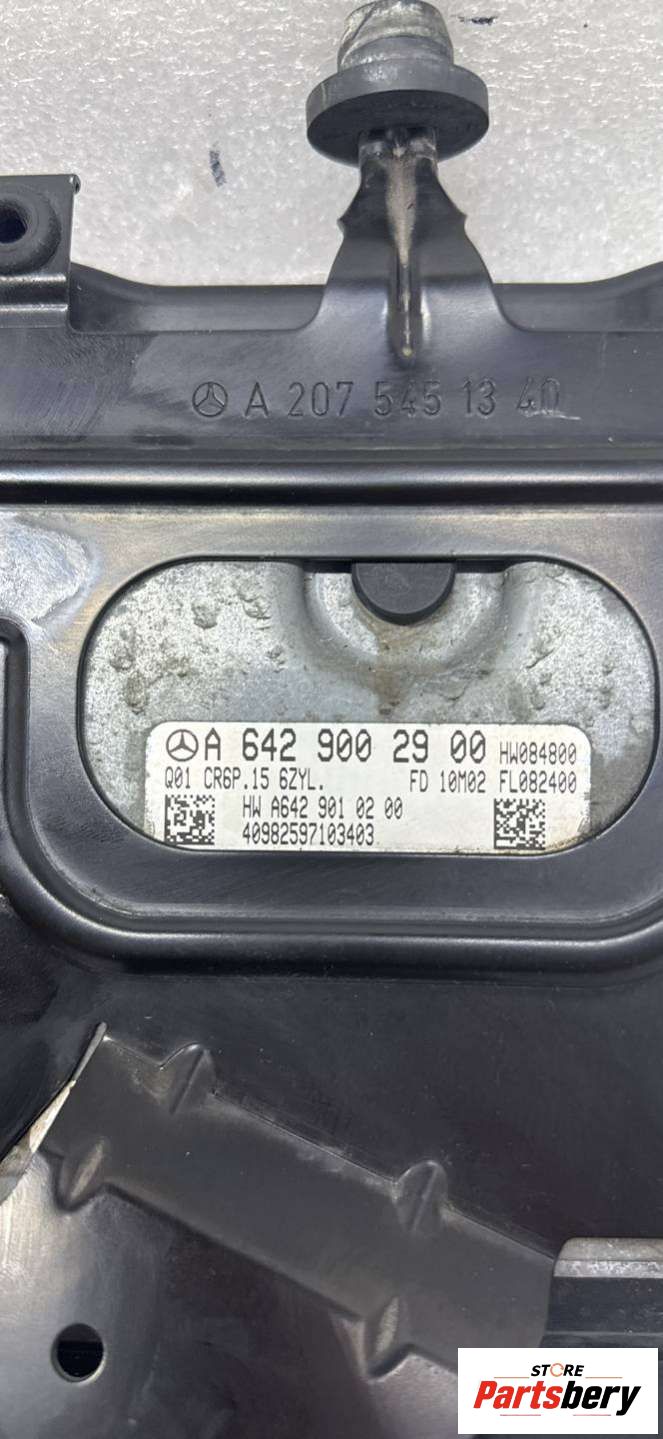 A 207 545 13 40
A 642 900 29 00 HW084800
Q01 CR6P.15 6ZYL. FD 10M02 FL082400
HW A642 901 02 00
40982597103403
STORE
Partsbery